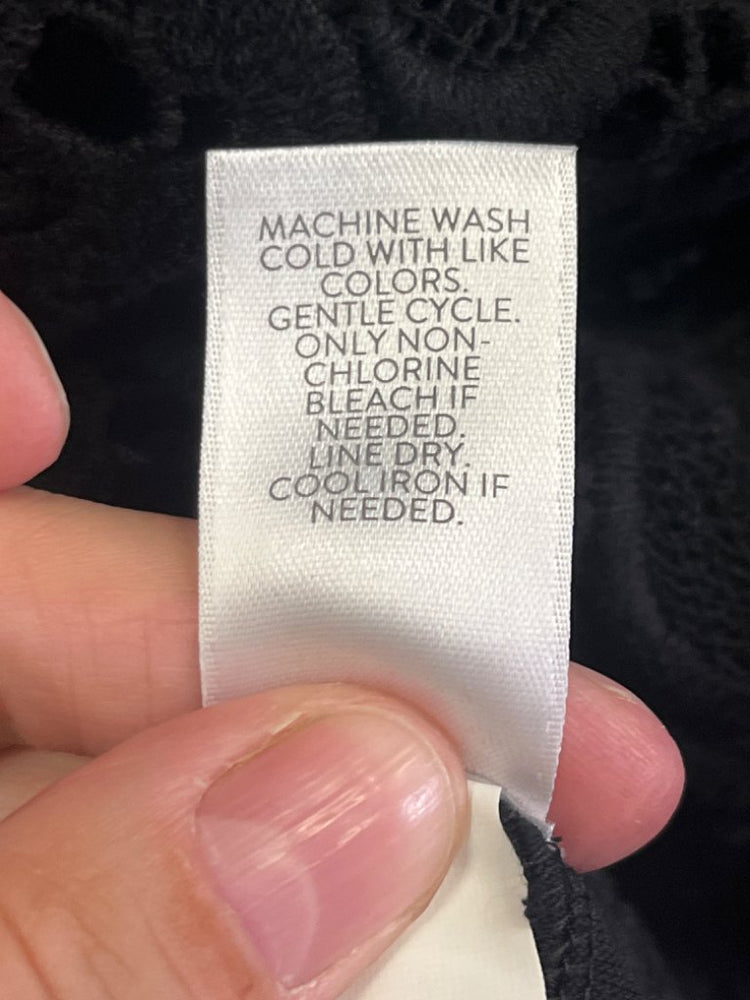 MACHINE WASH
COLD WITH LIKE
COLORS.
GENTLE CYCLE.
ONLY NON-
CHLORINE
BLEACH IF
NEEDED.
LINE DRY.
COOL IRON IF
NEEDED.